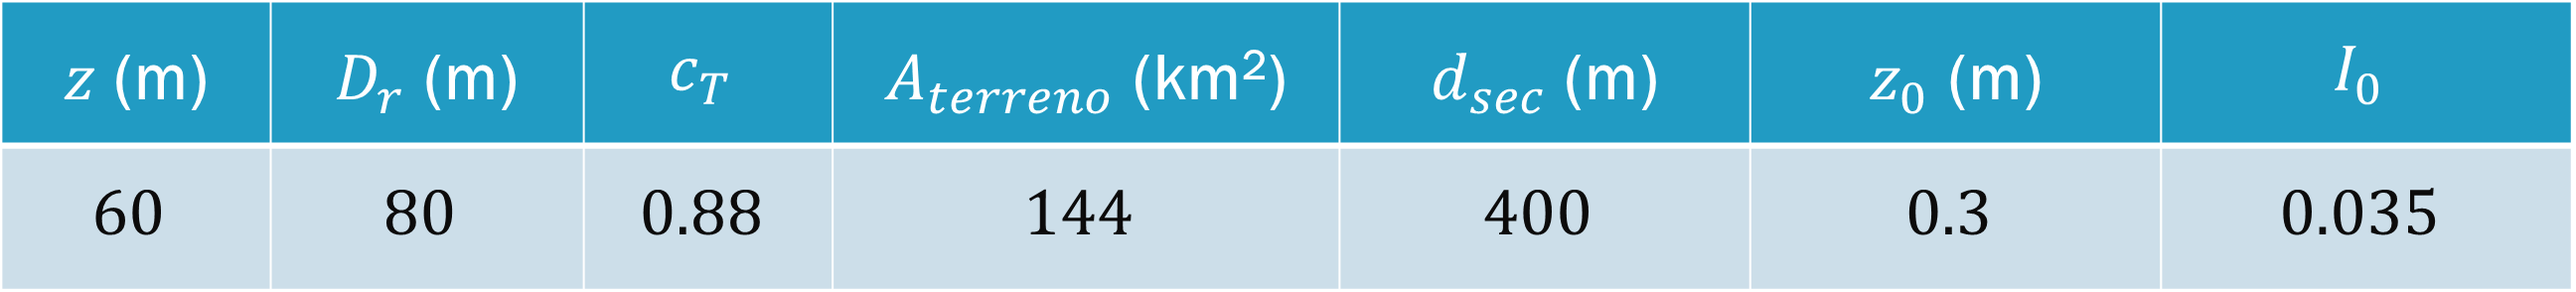 z (m) D_r (m) c_T A_terreno (km²) d_sec (m) z_0 (m) I_0
60 80 0.88 144 400 0.3 0.035